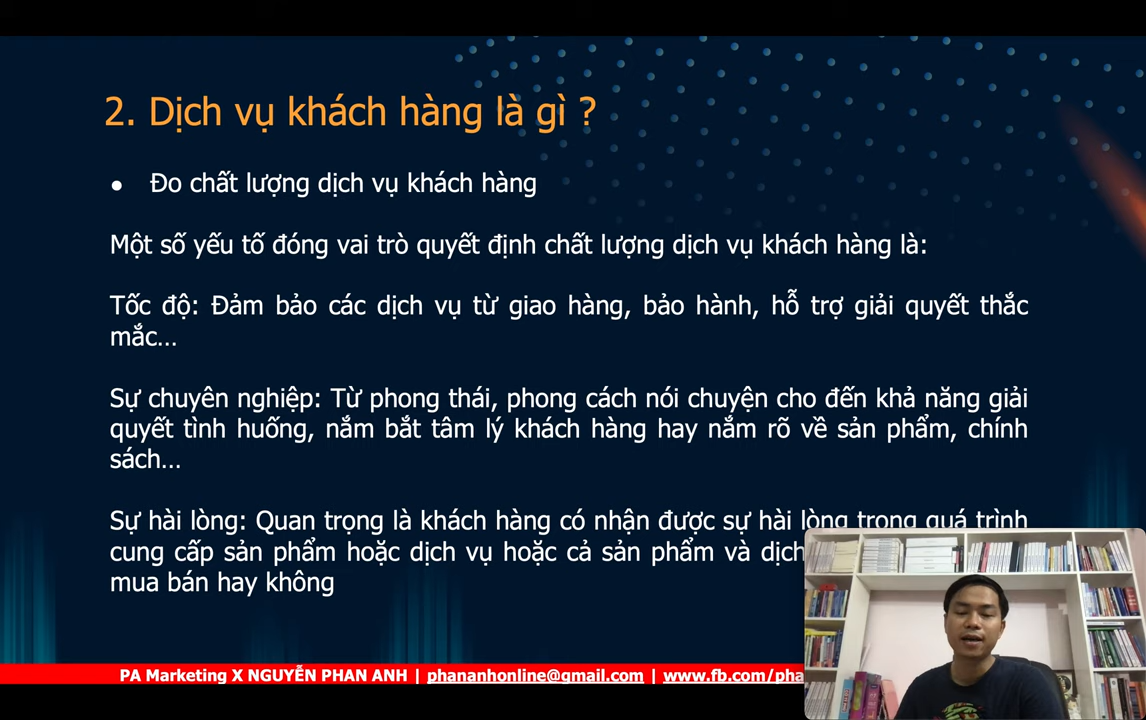 2. Dịch vụ khách hàng là gì ?
● Đo chất lượng dịch vụ khách hàng
Một số yếu tố đóng vai trò quyết định chất lượng dịch vụ khách hàng là:
Tốc độ: Đảm bảo các dịch vụ từ giao hàng, bảo hành, hỗ trợ giải quyết thắc
mắc...
Sự chuyên nghiệp: Từ phong thái, phong cách nói chuyện cho đến khả năng giải
quyết tình huống, nắm bắt tâm lý khách hàng hay nắm rõ về sản phẩm, chính
sách...
Sự hài lòng: Quan trọng là khách hàng có nhận được sự hài lòng trong quá trình
cung cấp sản phẩm hoặc dịch vụ hoặc cả sản phẩm và dịch
mua bán hay không
PA Marketing X NGUYỄN PHAN ANH | phananhonline@gmail.com | www.fb.com/pha